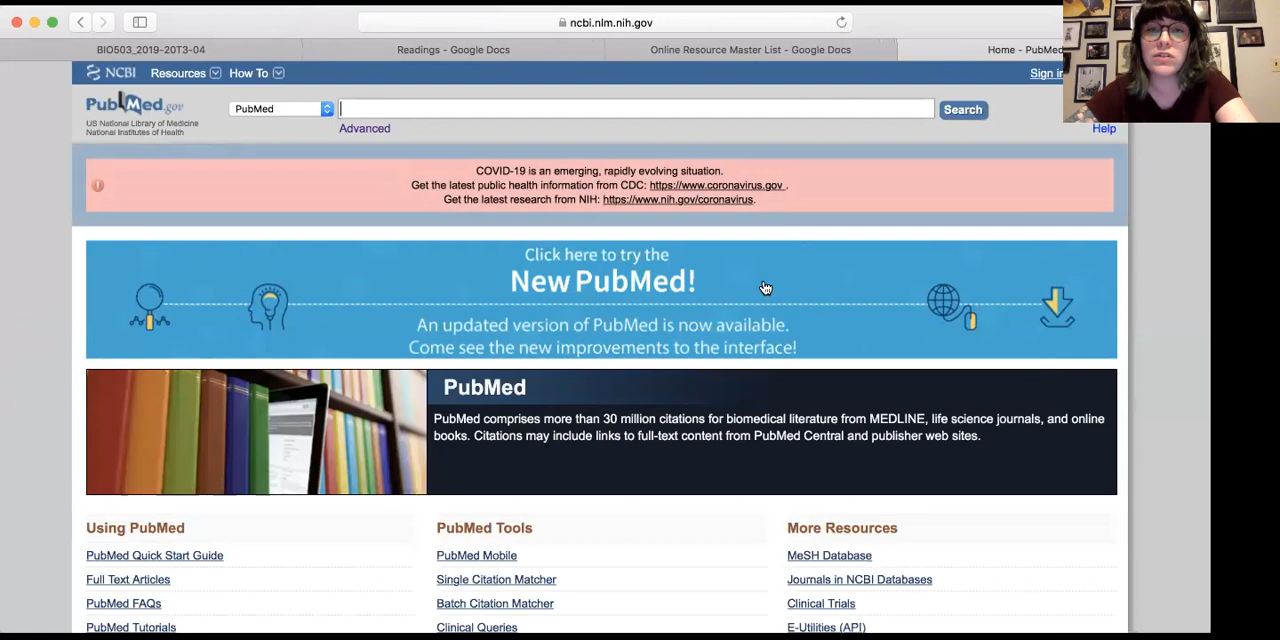 ncbi.nlm.nih.gov
BIO503_2019-20T3-04
Readings - Google Docs
Online Resource Master List - Google Docs
Home - PubMed
NCBI Resources How To
Sign in
PubMed.gov
US National Library of Medicine
National Institutes of Health
PubMed
Search
Advanced
Help
COVID-19 is an emerging, rapidly evolving situation.
Get the latest public health information from CDC: https://www.coronavirus.gov .
Get the latest research from NIH: https://www.nih.gov/coronavirus.
Click here to try the
New PubMed!
An updated version of PubMed is now available.
Come see the new improvements to the interface!
PubMed
PubMed comprises more than 30 million citations for biomedical literature from MEDLINE, life science journals, and online
books. Citations may include links to full-text content from PubMed Central and publisher web sites.
Using PubMed
PubMed Quick Start Guide
Full Text Articles
PubMed FAQs
PubMed Tutorials
PubMed Tools
PubMed Mobile
Single Citation Matcher
Batch Citation Matcher
Clinical Queries
More Resources
MeSH Database
Journals in NCBI Databases
Clinical Trials
E-Utilities (API)